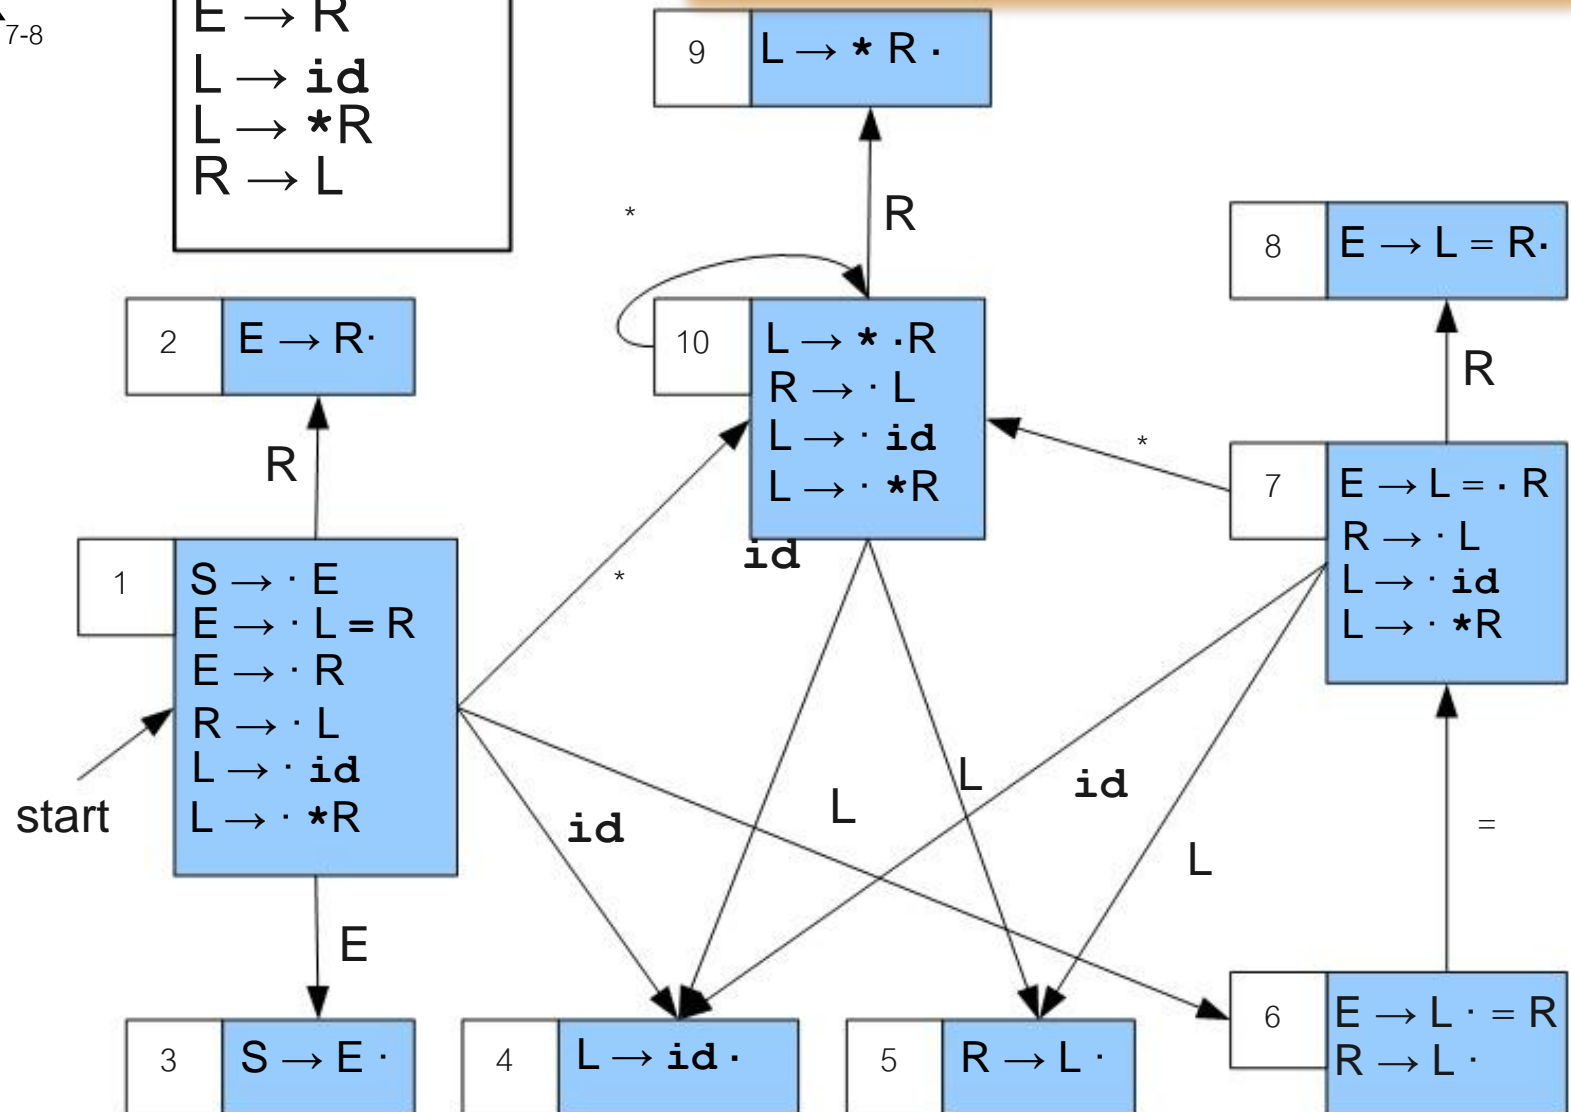 7-8
E → R
L → id
L → *R
R → L
9
L → * R ·
*
R
8
E → L = R·
2
E → R·
10
L → * ·R
R → · L
L → · id
L → · *R
R
R
*
7
E → L = · R
R → · L
L → · id
L → · *R
id
*
1
S → · E
E → · L = R
E → · R
R → · L
L → · id
L → · *R
start
id
L
L
id
L
=
E
3
S → E ·
4
L → id ·
5
R → L ·
6
E → L · = R
R → L ·